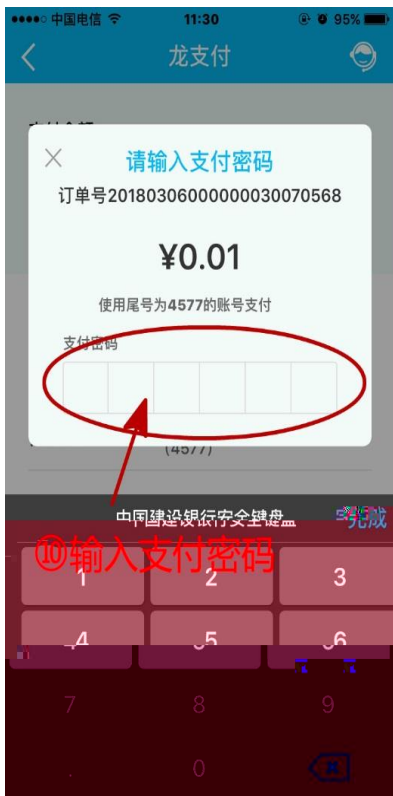 中国电信 11:30 95%
龙支付
请输入支付密码
订单号20180306000000030070568
¥0.01
使用尾号为4577的账号支付
支付密码
(4577)
中国建设银行安全键盘 完成
⑩输入支付密码
1 2 3
4 5 6
7 8 9
. 0